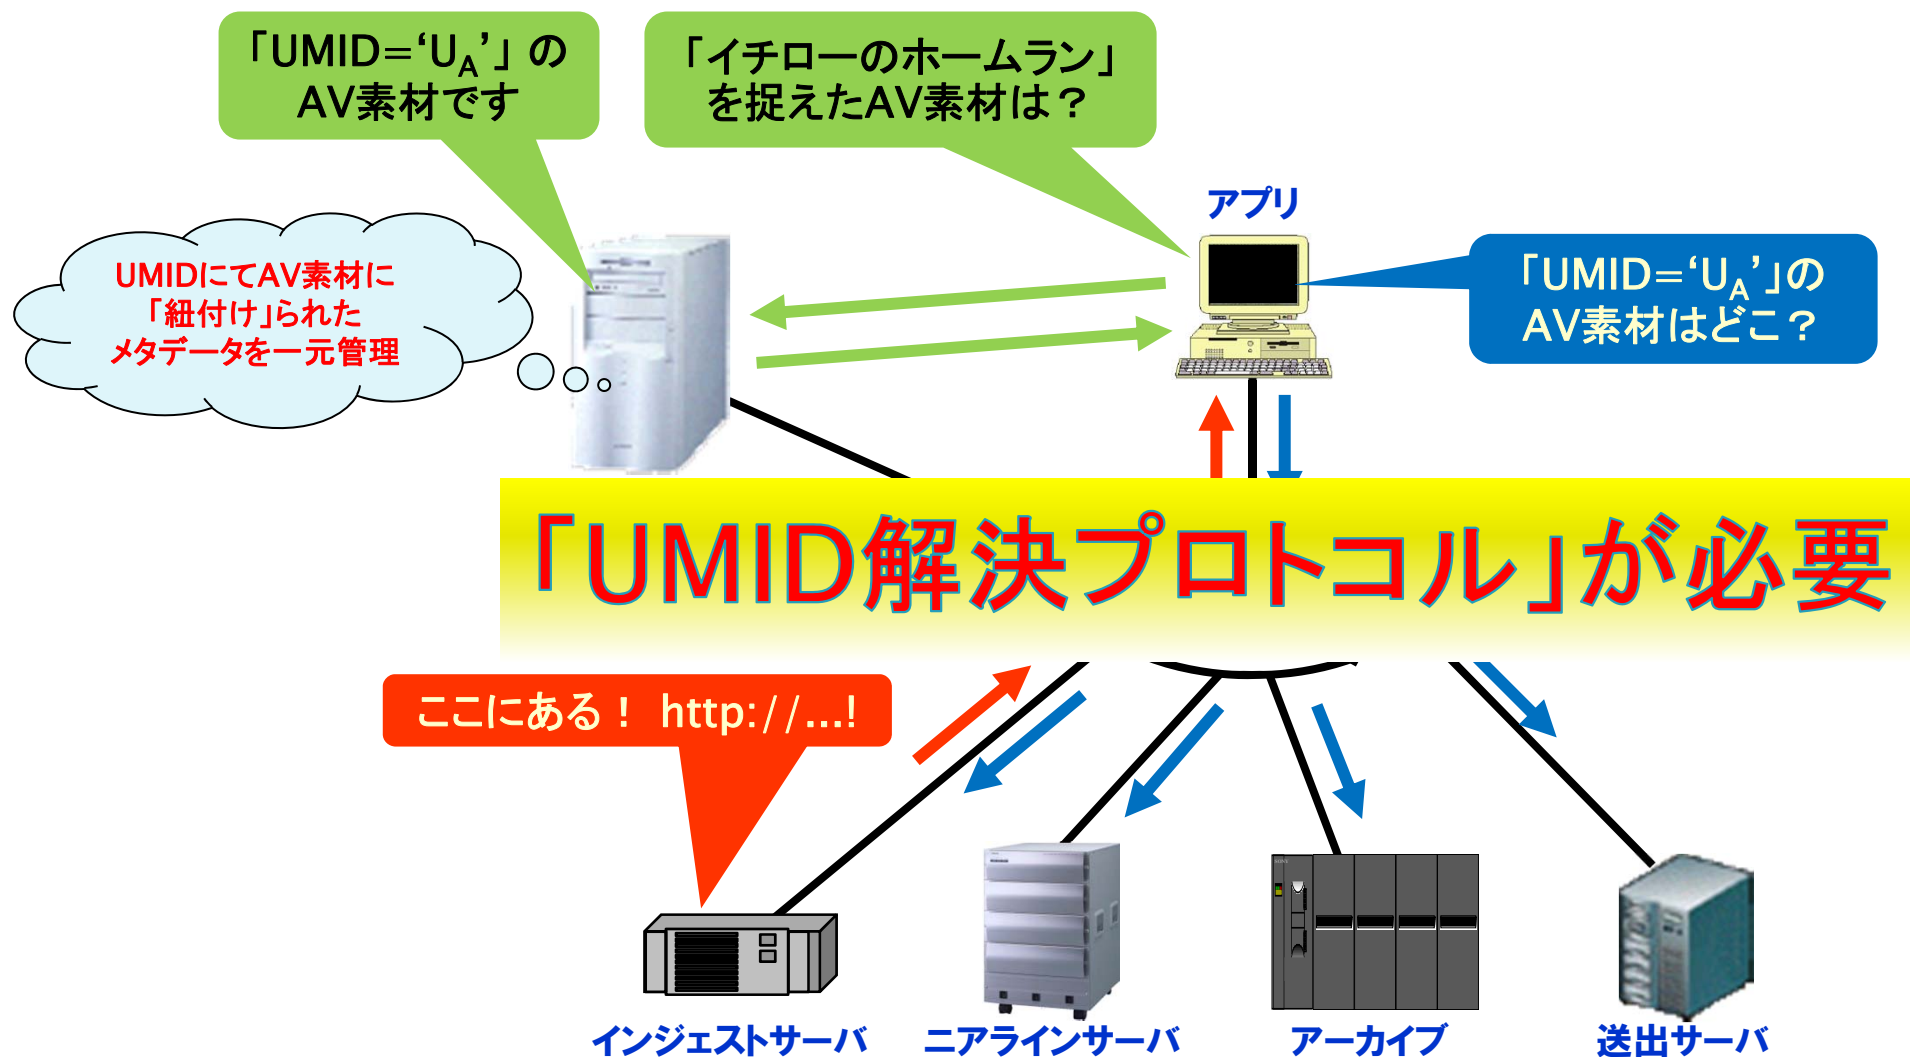 「UMID=‘UA’」の
AV素材です
「イチローのホームラン」
を捉えたAV素材は？
アプリ
UMIDにてAV素材に
「紐付け」られた
メタデータを一元管理
「UMID=‘UA’」の
AV素材はどこ？
「UMID解決プロトコル」が必要
ここにある！ http://...!
インジェストサーバ
ニアラインサーバ
アーカイブ
送出サーバ